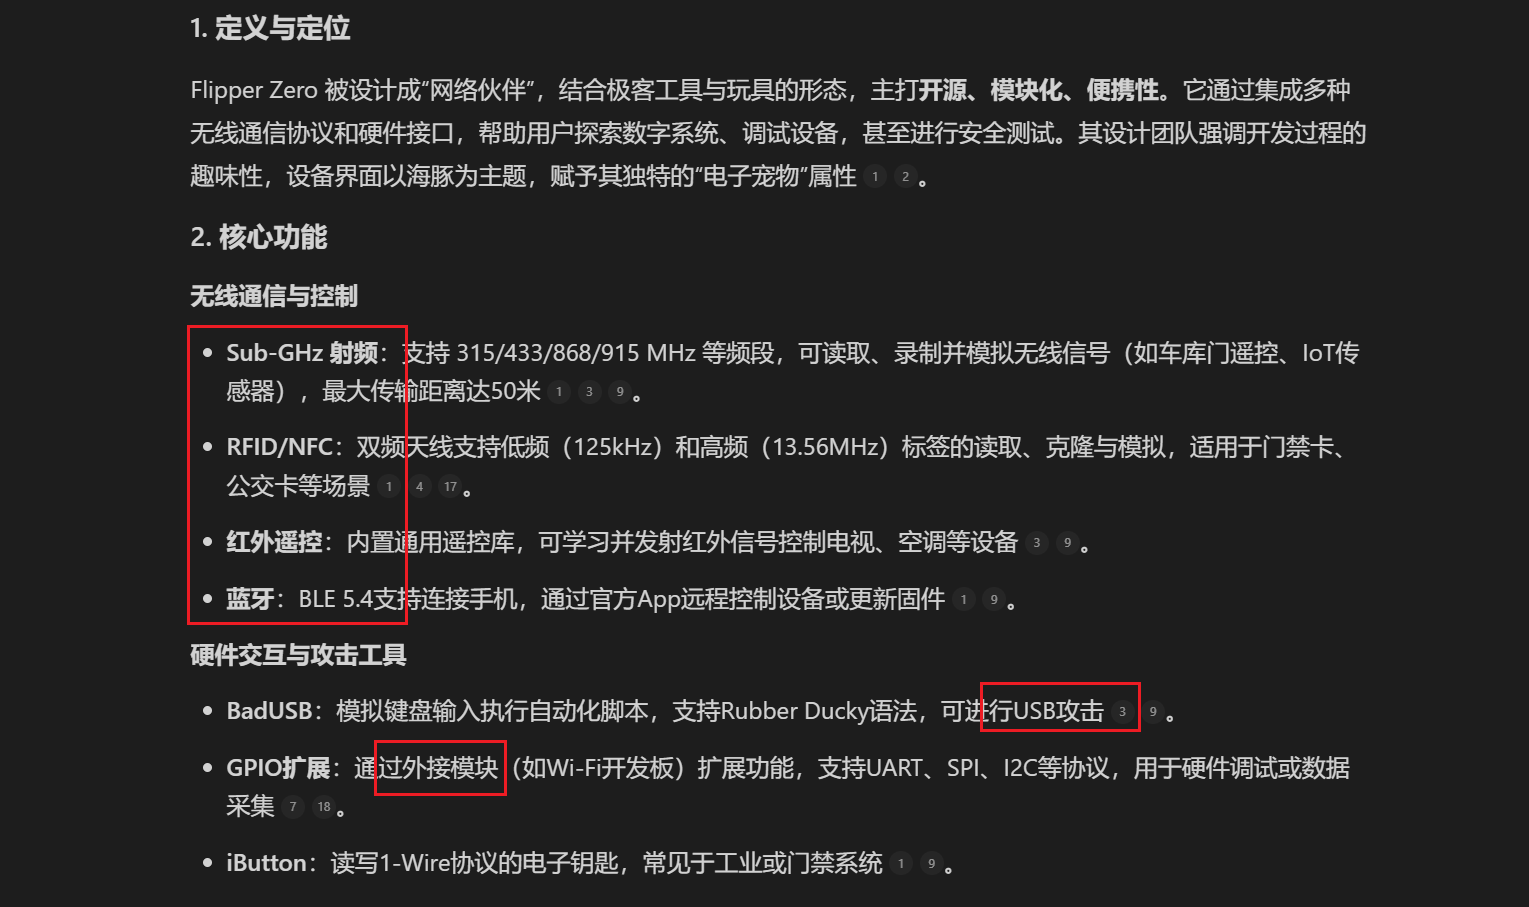 1. 定义与定位
Flipper Zero 被设计成“网络伙伴”，结合极客工具与玩具的形态，主打开源、模块化、便携性。它通过集成多种
无线通信协议和硬件接口，帮助用户探索数字系统、调试设备，甚至进行安全测试。其设计团队强调开发过程的
趣味性，设备界面以海豚为主题，赋予其独特的“电子宠物”属性 1 2 。
2. 核心功能
无线通信与控制
• Sub-GHz 射频：支持 315/433/868/915 MHz 等频段，可读取、录制并模拟无线信号（如车库门遥控、IoT传
感器），最大传输距离达50米 1 3 9 。
• RFID/NFC：双频天线支持低频（125kHz）和高频（13.56MHz）标签的读取、克隆与模拟，适用于门禁卡、
公交卡等场景 1 4 17 。
• 红外遥控：内置通用遥控库，可学习并发射红外信号控制电视、空调等设备 3 9 。
• 蓝牙：BLE 5.4支持连接手机，通过官方App远程控制设备或更新固件 1 9 。
硬件交互与攻击工具
• BadUSB：模拟键盘输入执行自动化脚本，支持Rubber Ducky语法，可进行USB攻击 3 9 。
• GPIO扩展：通过外接模块（如Wi-Fi开发板）扩展功能，支持UART、SPI、I2C等协议，用于硬件调试或数据
采集 7 18 。
• iButton：读写1-Wire协议的电子钥匙，常见于工业或门禁系统 1 9 。